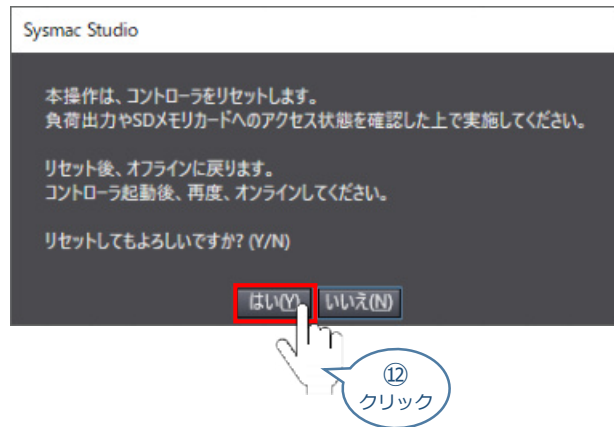 Sysmac Studio
本操作は、コントローラをリセットします。
負荷出力やSDメモリカードへのアクセス状態を確認した上で実施してください。
リセット後、オフラインに戻ります。
コントローラ起動後、再度、オンラインしてください。
リセットしてもよろしいですか? (Y/N)
はい(Y) いいえ(N)
⑫
クリック